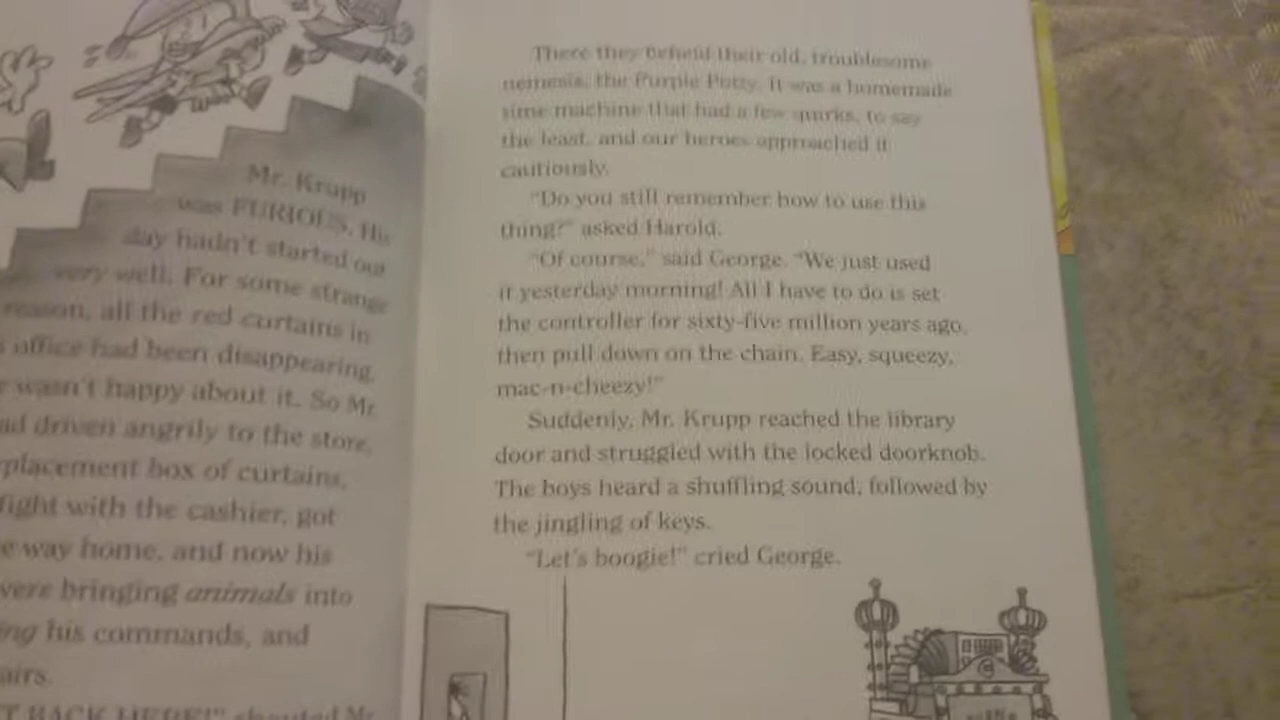 Mr. Krupp
was FURIOUS. His
day hadn't started out
very well. For some strange
reason, all the red curtains in
office had been disappearing,
wasn't happy about it. So Mr.
driven angrily to the store,
box of curtains,
fight with the cashier, got
way home, and now his
were bringing animals into
his commands, and
BACK HERE!" shouted Mr.
There they beheld their old, troublesome
nemesis, the Purple Potty. It was a homemade
time machine that had a few quirks, to say
the least, and our heroes approached it
cautiously.
"Do you still remember how to use this
thing?" asked Harold.
"Of course," said George. "We just used
it yesterday morning! All I have to do is set
the controller for sixty-five million years ago,
then pull down on the chain. Easy, squeezy,
mac-n-cheezy!"
Suddenly, Mr. Krupp reached the library
door and struggled with the locked doorknob.
The boys heard a shuffling sound, followed by
the jingling of keys.
"Let's boogie!" cried George.